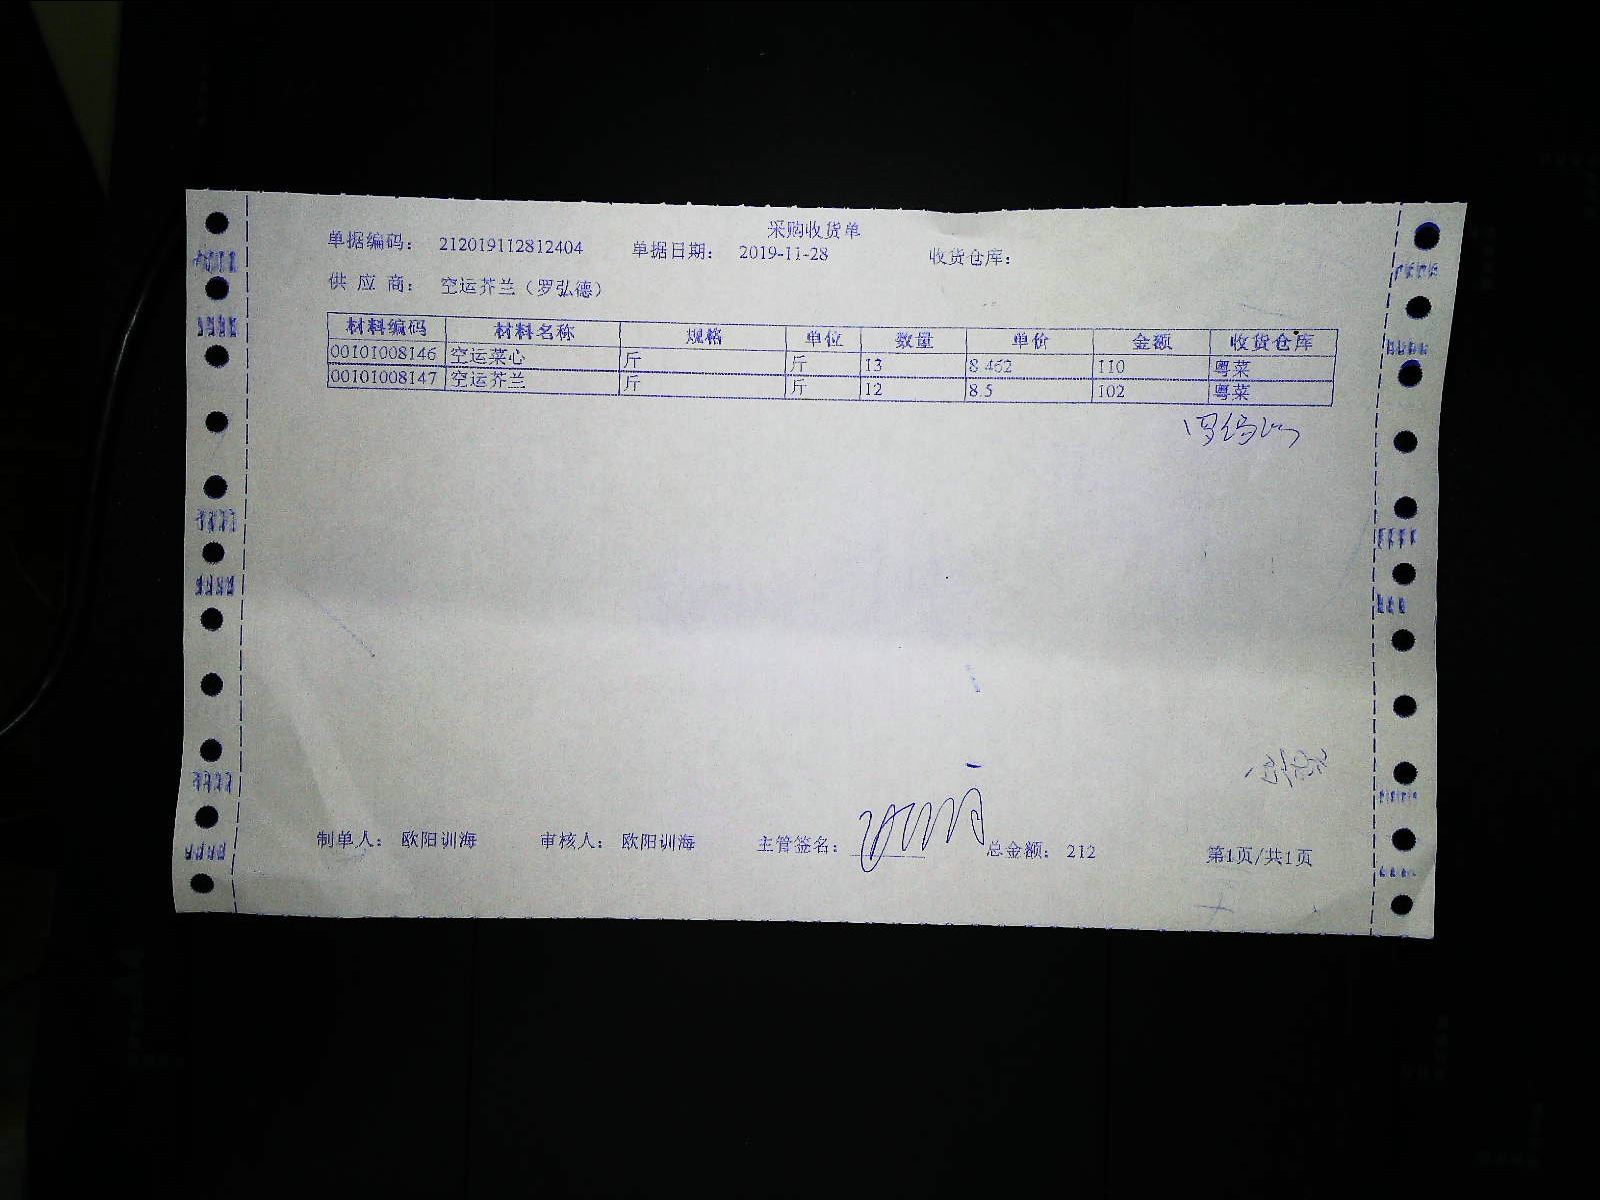 采购收货单
单据编码： 212019112812404 单据日期： 2019-11-28 收货仓库：
供 应 商： 空运芥兰（罗弘德）
材料编码 材料名称 规格 单位 数量 单价 金额 收货仓库
00101008146 空运菜心 斤 斤 13 8.462 110 粤菜
00101008147 空运芥兰 斤 斤 12 8.5 102 粤菜
制单人： 欧阳训海 审核人： 欧阳训海 主管签名： 总金额： 212 第1页/共1页